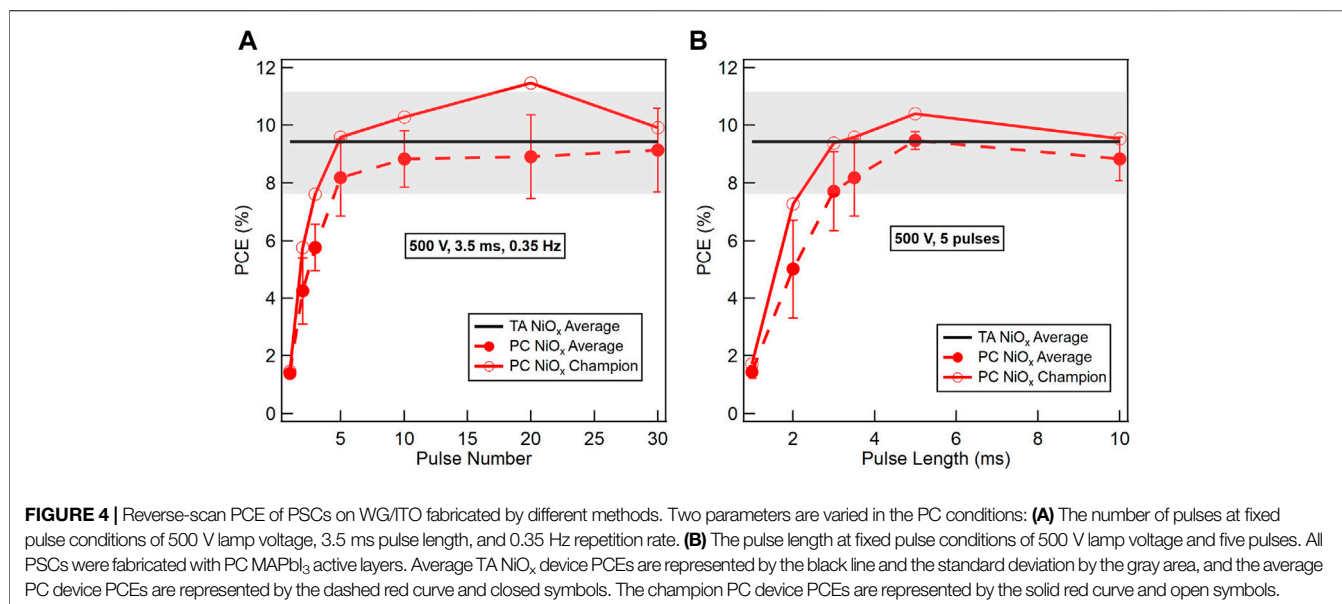 A
B
12
10
8
6
4
2
0
PCE (%)
500 V, 3.5 ms, 0.35 Hz
TA NiOx Average
PC NiOx Average
PC NiOx Champion
5
10
15
20
25
30
Pulse Number
12
10
8
6
4
2
0
PCE (%)
500 V, 5 pulses
TA NiOx Average
PC NiOx Average
PC NiOx Champion
2
4
6
8
10
Pulse Length (ms)
FIGURE 4 | Reverse-scan PCE of PSCs on WG/ITO fabricated by different methods. Two parameters are varied in the PC conditions: (A) The number of pulses at fixed
pulse conditions of 500 V lamp voltage, 3.5 ms pulse length, and 0.35 Hz repetition rate. (B) The pulse length at fixed pulse conditions of 500 V lamp voltage and five pulses. All
PSCs were fabricated with PC MAPbI3 active layers. Average TA NiOx device PCEs are represented by the black line and the standard deviation by the gray area, and the average
PC device PCEs are represented by the dashed red curve and closed symbols. The champion PC device PCEs are represented by the solid red curve and open symbols.